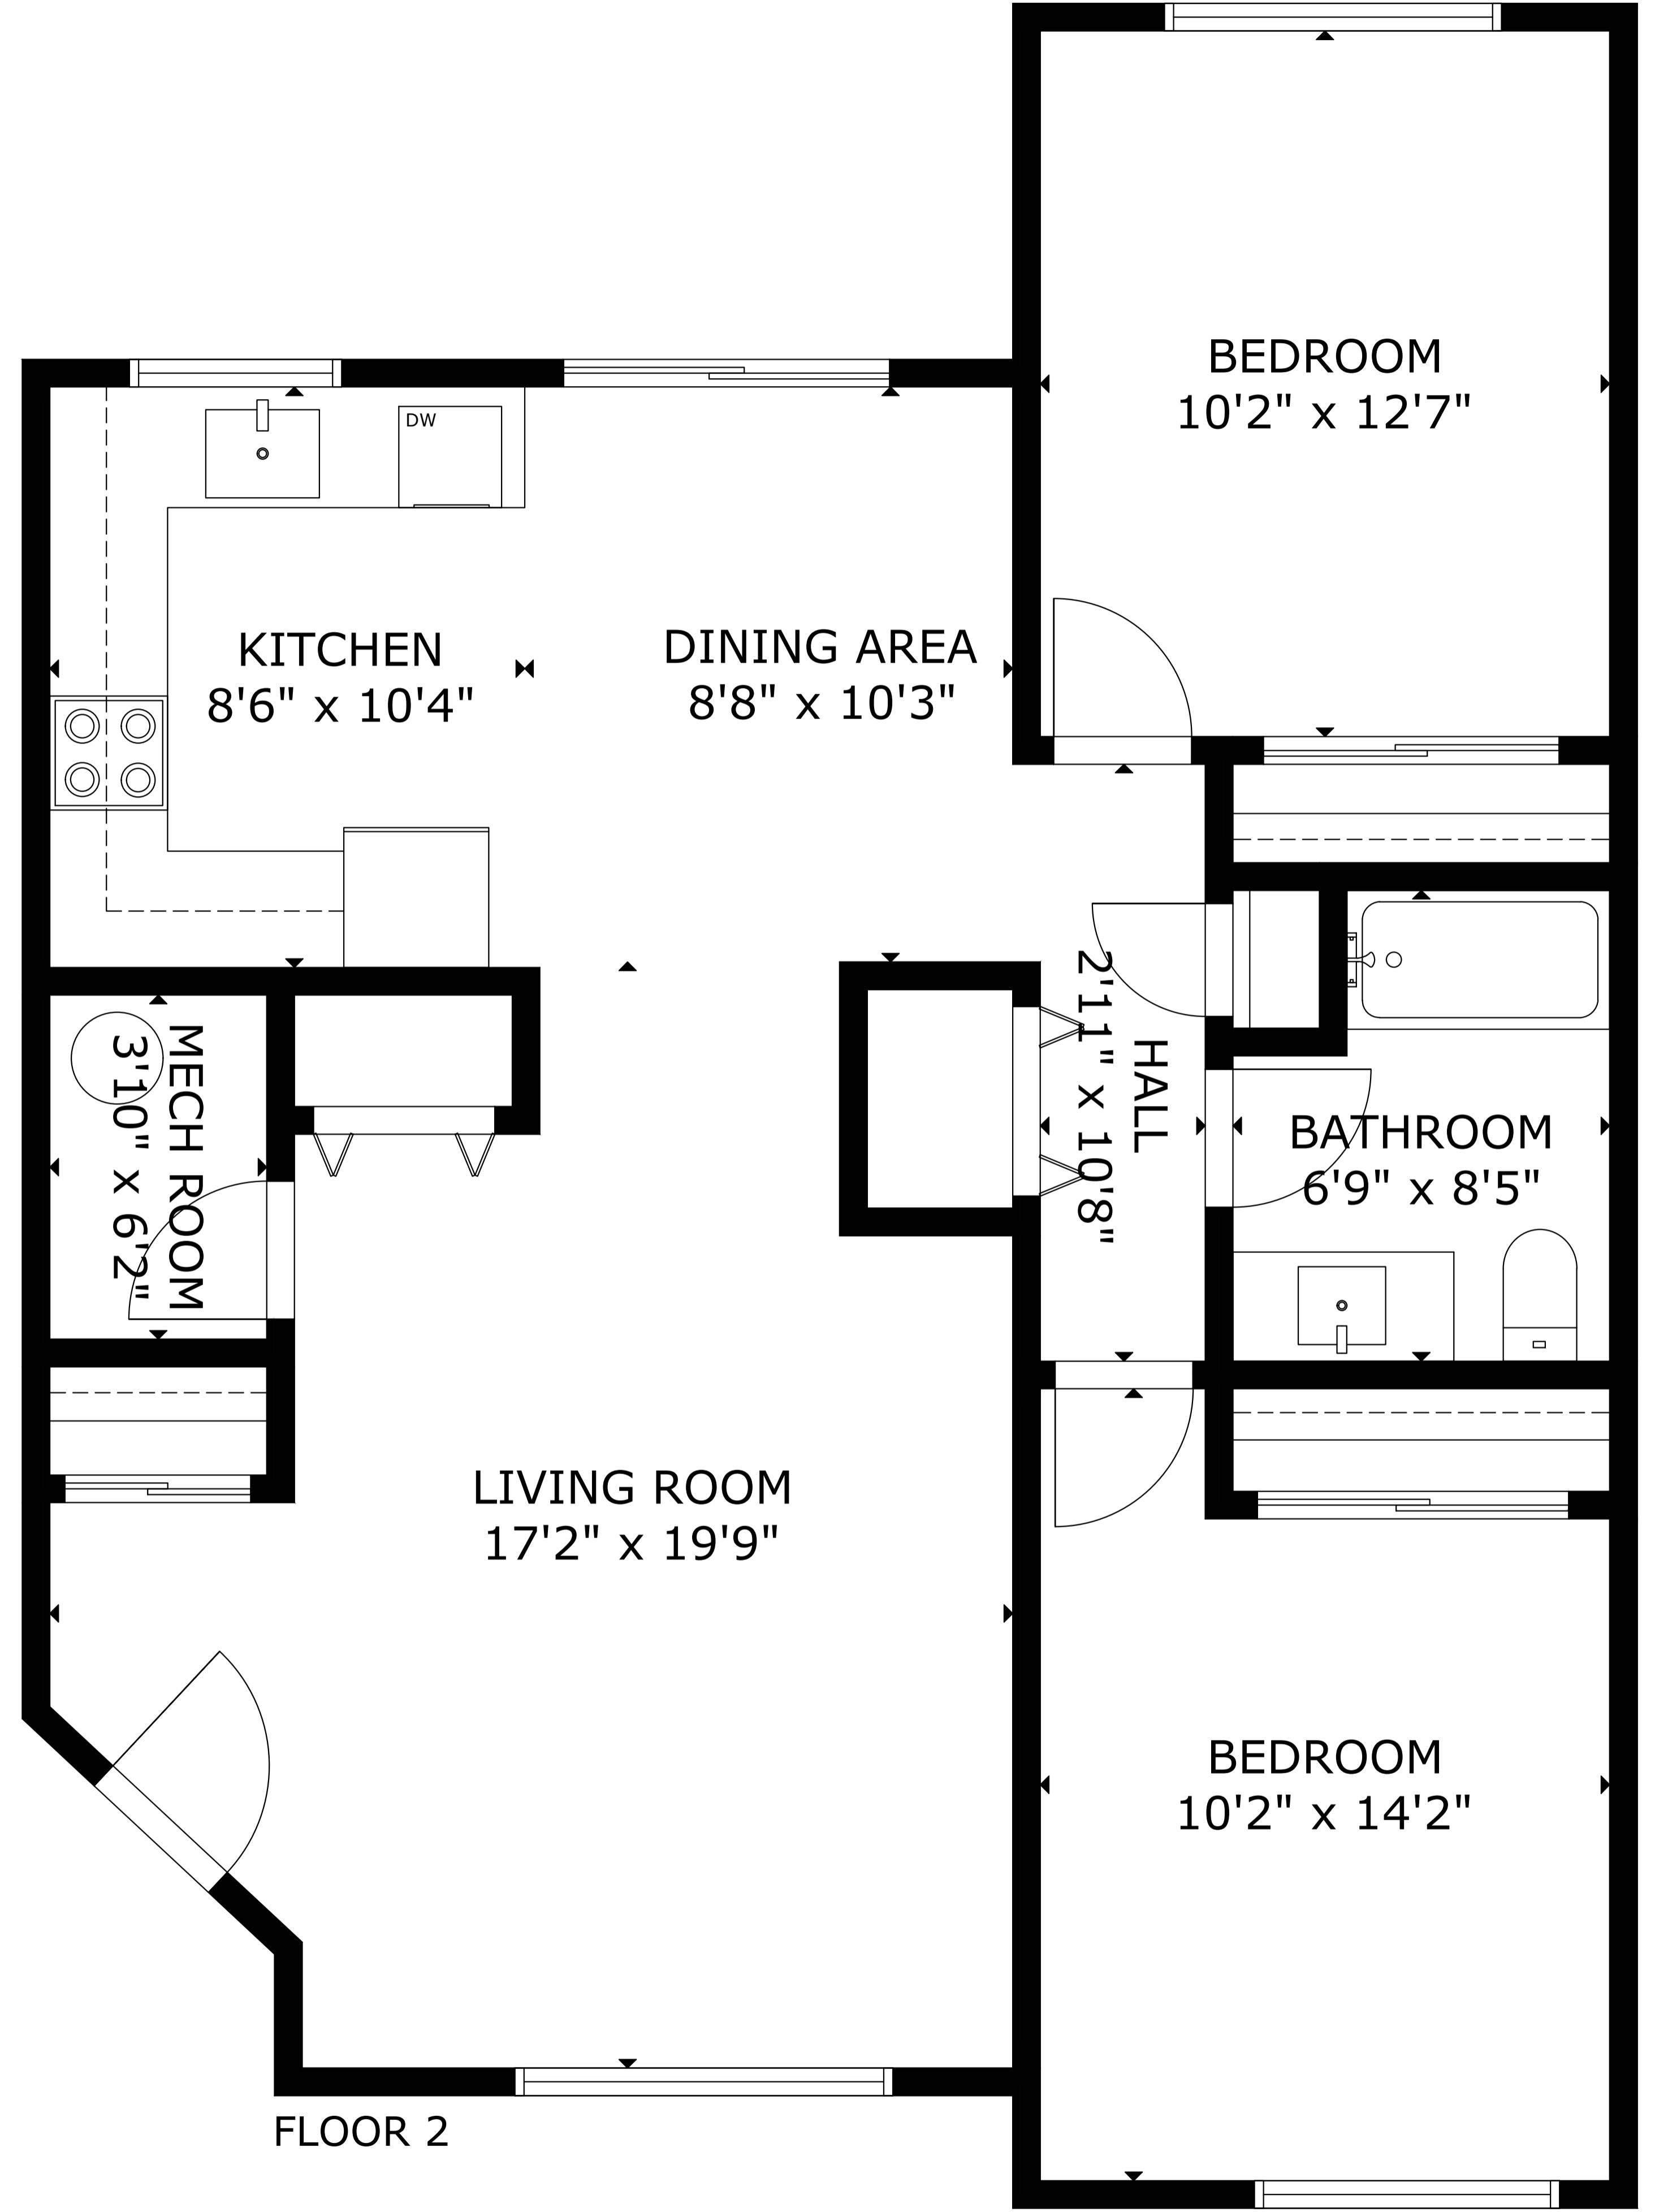 BEDROOM
10'2" x 12'7"
DW
KITCHEN
8'6" x 10'4"
DINING AREA
8'8" x 10'3"
MECH ROOM
3'10" x 6'2"
HALL
2'11" x 10'8"
BATHROOM
6'9" x 8'5"
LIVING ROOM
17'2" x 19'9"
BEDROOM
10'2" x 14'2"
FLOOR 2